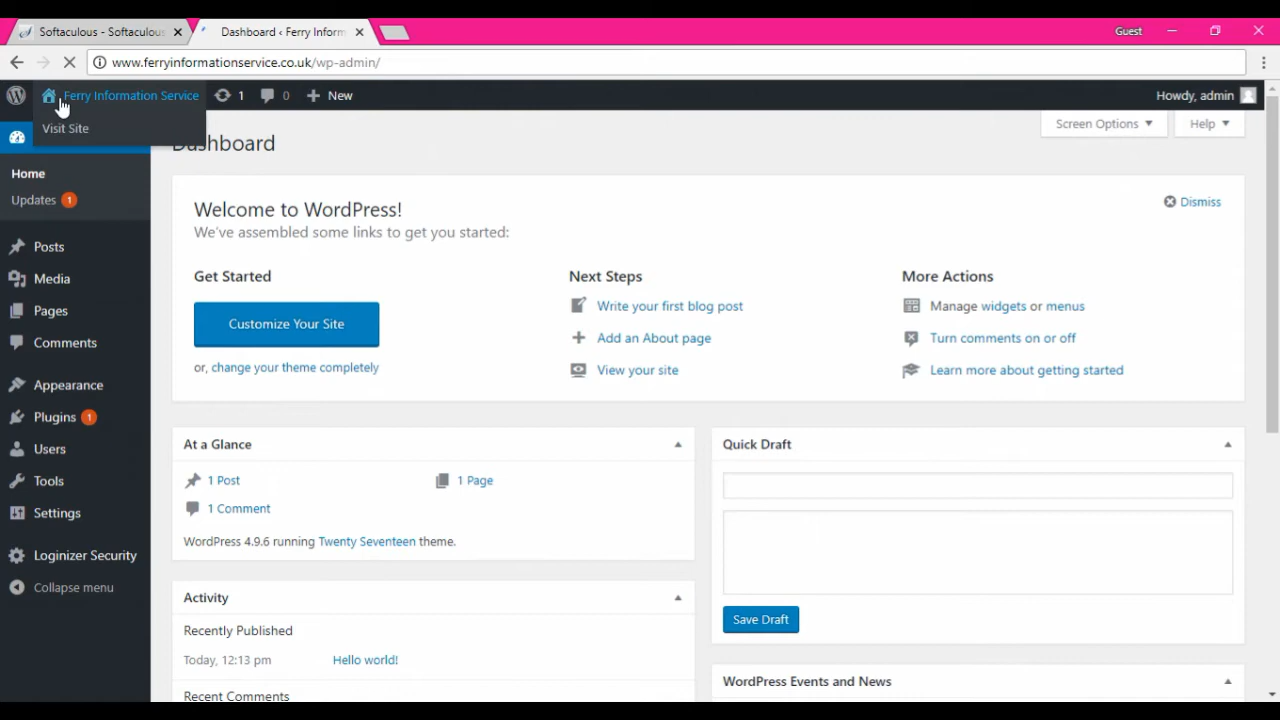 Softaculous - Softaculous
Dashboard ‹ Ferry Inform
Guest
www.ferryinformationservice.co.uk/wp-admin/
Ferry Information Service
1
0
New
Howdy, admin
Visit Site
Dashboard
Screen Options
Help
Home
Updates 1
Posts
Media
Pages
Comments
Appearance
Plugins 1
Users
Tools
Settings
Loginizer Security
Collapse menu
Welcome to WordPress!
Dismiss
We've assembled some links to get you started:
Get Started
Customize Your Site
or, change your theme completely
Next Steps
Write your first blog post
Add an About page
View your site
More Actions
Manage widgets or menus
Turn comments on or off
Learn more about getting started
At a Glance
1 Post
1 Page
1 Comment
WordPress 4.9.6 running Twenty Seventeen theme.
Activity
Recently Published
Today, 12:13 pm
Hello world!
Recent Comments
Quick Draft
Save Draft
WordPress Events and News